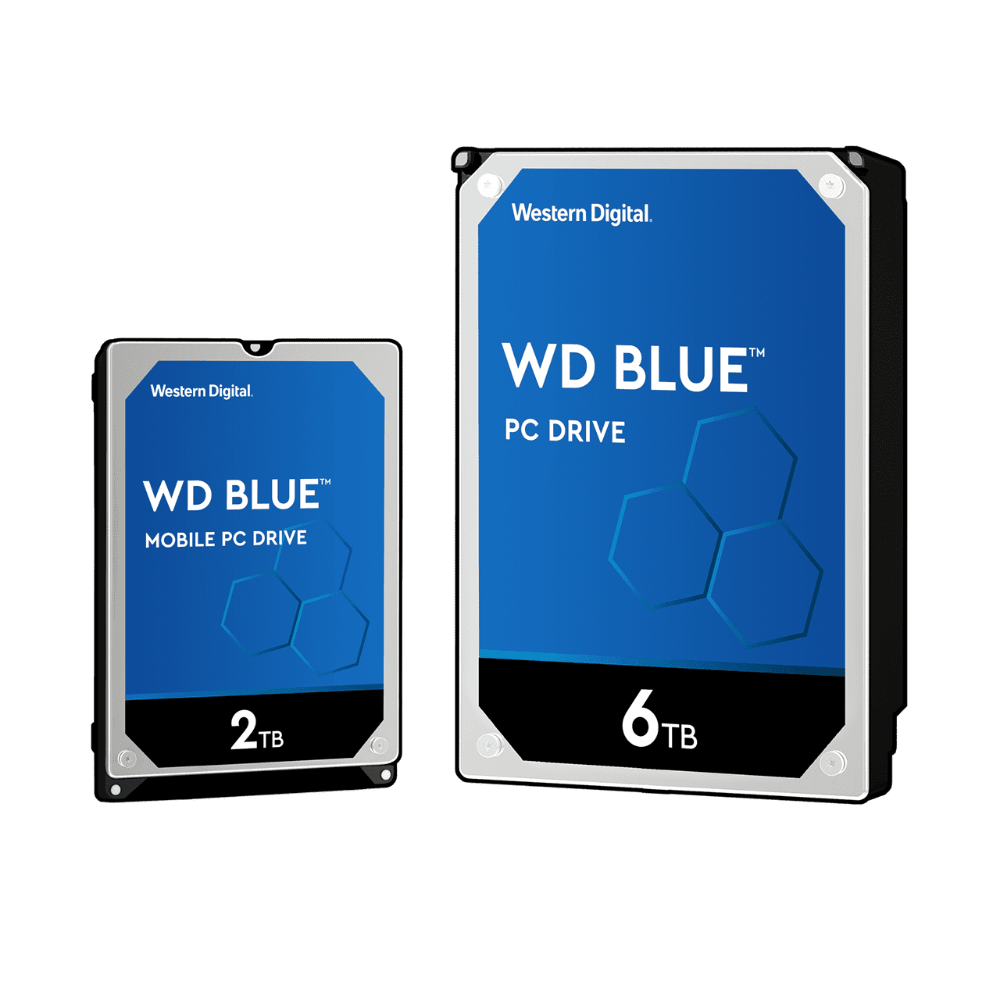 Western Digital.
WD BLUE™
MOBILE PC DRIVE
2TB
Western Digital.
WD BLUE™
PC DRIVE
6TB